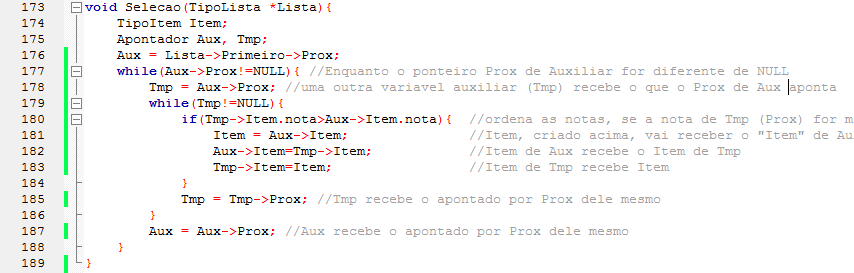 173 void Selecao(TipoLista *Lista){
174 TipoItem Item;
175 Apontador Aux, Tmp;
176 Aux = Lista->Primeiro->Prox;
177 while(Aux->Prox!=NULL){ //Enquanto o ponteiro Prox de Auxiliar for diferente de NULL
178 Tmp = Aux->Prox; //uma outra variavel auxiliar (Tmp) recebe o que o Prox de Aux aponta
179 while(Tmp!=NULL){
180 if(Tmp->Item.nota>Aux->Item.nota){ //ordena as notas, se a nota de Tmp (Prox) for m
181 Item = Aux->Item; //Item, criado acima, vai receber o "Item" de Au
182 Aux->Item=Tmp->Item; //Item de Aux recebe o Item de Tmp
183 Tmp->Item=Item; //Item de Tmp recebe Item
184 }
185 Tmp = Tmp->Prox; //Tmp recebe o apontado por Prox dele mesmo
186 }
187 Aux = Aux->Prox; //Aux recebe o apontado por Prox dele mesmo
188 }
189 }